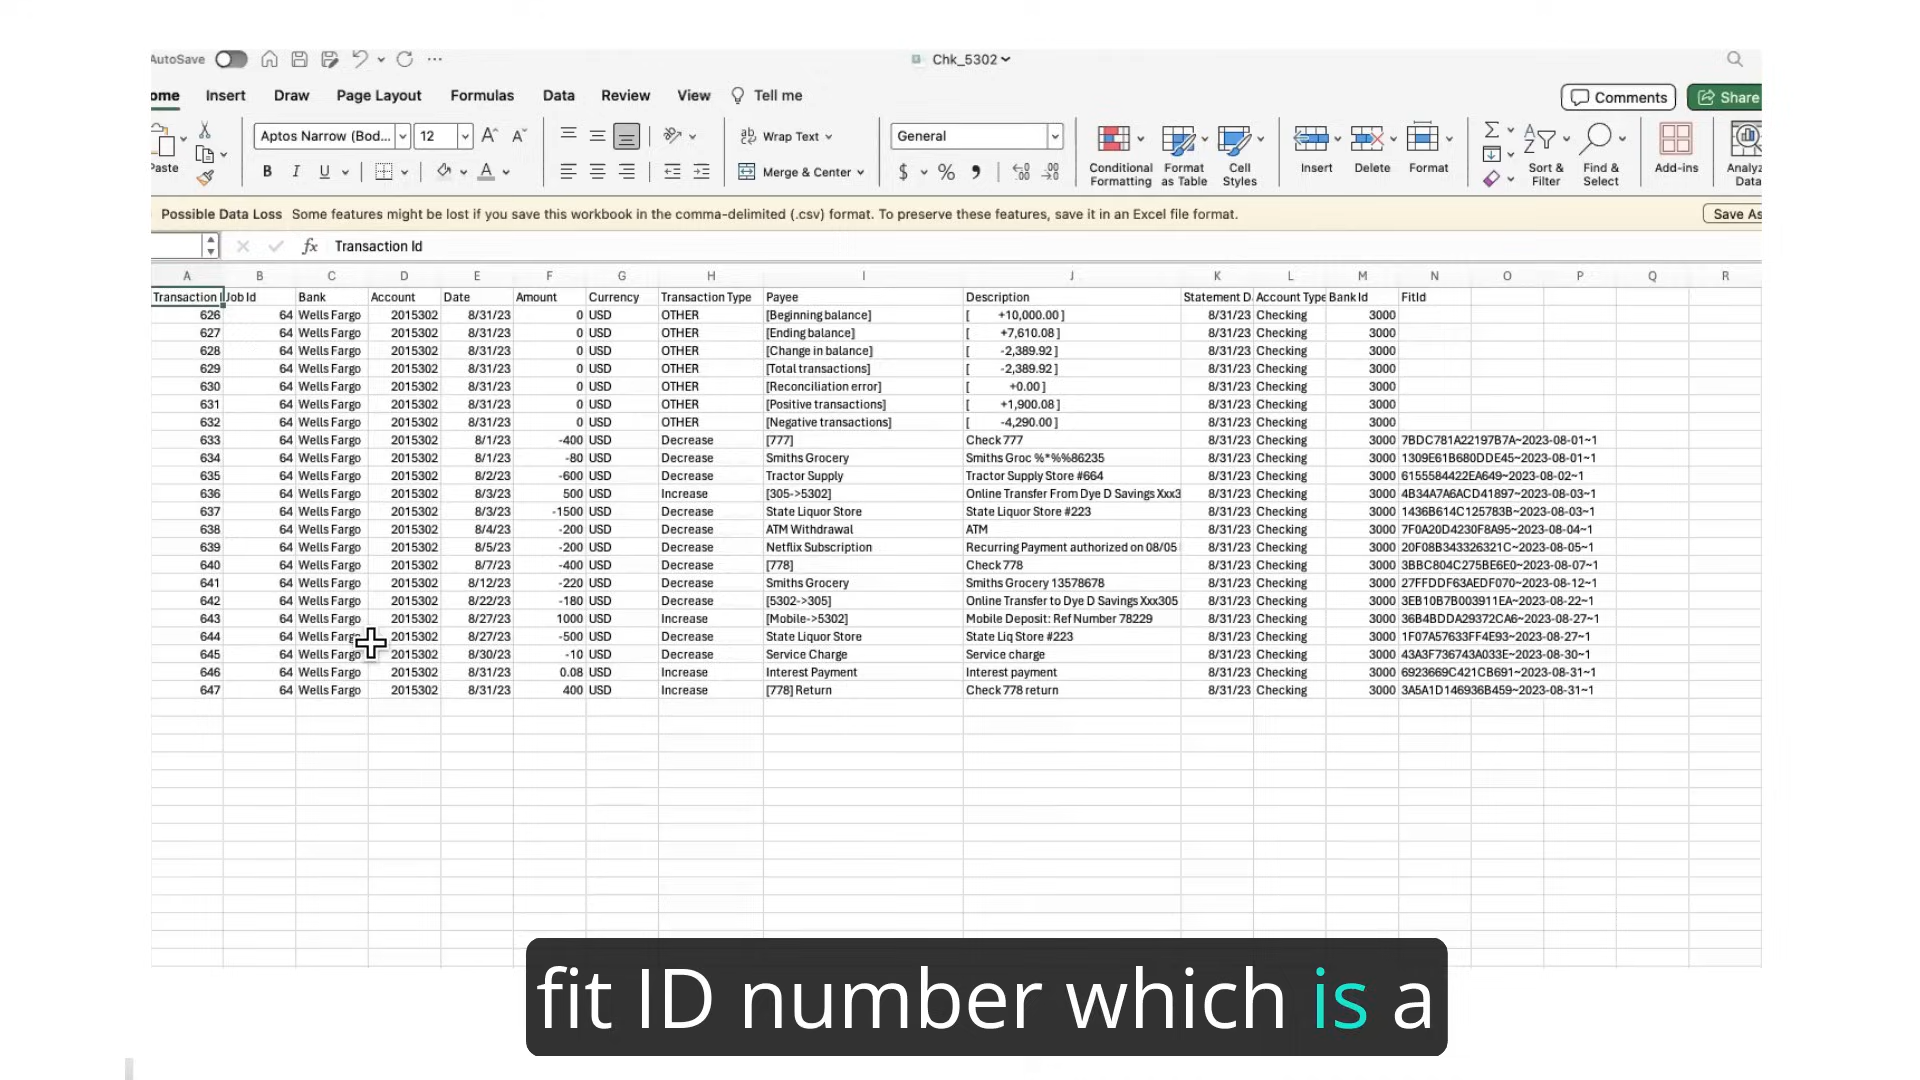 AutoSave ... Chk_5302
ome Insert Draw Page Layout Formulas Data Review View Tell me Comments Share
Paste Aptos Narrow (Bod... 12 A^ A˅ ab Wrap Text General Conditional Formatting Format as Table Cell Styles Insert Delete Format Sort & Filter Find & Select Add-ins Analyz Data
B I U A Merge & Center $ % 9
Possible Data Loss Some features might be lost if you save this workbook in the comma-delimited (.csv) format. To preserve these features, save it in an Excel file format. Save As
fx Transaction Id
A B C D E F G H I J K L M N O P Q R
Transaction I Job Id Bank Account Date Amount Currency Transaction Type Payee Description Statement D Account Type Bank Id FitId
626 64 Wells Fargo 2015302 8/31/23 0 USD OTHER [Beginning balance] [ +10,000.00 ] 8/31/23 Checking 3000
627 64 Wells Fargo 2015302 8/31/23 0 USD OTHER [Ending balance] [ +7,610.08 ] 8/31/23 Checking 3000
628 64 Wells Fargo 2015302 8/31/23 0 USD OTHER [Change in balance] [ -2,389.92 ] 8/31/23 Checking 3000
629 64 Wells Fargo 2015302 8/31/23 0 USD OTHER [Total transactions] [ -2,389.92 ] 8/31/23 Checking 3000
630 64 Wells Fargo 2015302 8/31/23 0 USD OTHER [Reconciliation error] [ +0.00 ] 8/31/23 Checking 3000
631 64 Wells Fargo 2015302 8/31/23 0 USD OTHER [Positive transactions] [ +1,900.08 ] 8/31/23 Checking 3000
632 64 Wells Fargo 2015302 8/31/23 0 USD OTHER [Negative transactions] [ -4,290.00 ] 8/31/23 Checking 3000
633 64 Wells Fargo 2015302 8/1/23 -400 USD Decrease [777] Check 777 8/31/23 Checking 3000 7BDC781A22197B7A~2023-08-01~1
634 64 Wells Fargo 2015302 8/1/23 -80 USD Decrease Smiths Grocery Smiths Groc %*%%86235 8/31/23 Checking 3000 1309E61B680DDE45~2023-08-01~1
635 64 Wells Fargo 2015302 8/2/23 -600 USD Decrease Tractor Supply Tractor Supply Store #664 8/31/23 Checking 3000 6155584422EA649~2023-08-02~1
636 64 Wells Fargo 2015302 8/3/23 500 USD Increase [305->5302] Online Transfer From Dye D Savings Xxx3 8/31/23 Checking 3000 4B34A7A6ACD41897~2023-08-03~1
637 64 Wells Fargo 2015302 8/3/23 -1500 USD Decrease State Liquor Store State Liquor Store #223 8/31/23 Checking 3000 1436B614C125783B~2023-08-03~1
638 64 Wells Fargo 2015302 8/4/23 -200 USD Decrease ATM Withdrawal ATM 8/31/23 Checking 3000 7F0A20D4230F8A95~2023-08-04~1
639 64 Wells Fargo 2015302 8/5/23 -200 USD Decrease Netflix Subscription Recurring Payment authorized on 08/05 8/31/23 Checking 3000 20F08B343326321C~2023-08-05~1
640 64 Wells Fargo 2015302 8/7/23 -400 USD Decrease [778] Check 778 8/31/23 Checking 3000 3BBC804C275BE6E0~2023-08-07~1
641 64 Wells Fargo 2015302 8/12/23 -220 USD Decrease Smiths Grocery Smiths Grocery 13578678 8/31/23 Checking 3000 27FFDDF63AEDF070~2023-08-12~1
642 64 Wells Fargo 2015302 8/22/23 -180 USD Decrease [5302->305] Online Transfer to Dye D Savings Xxx305 8/31/23 Checking 3000 3EB10B7B003911EA~2023-08-22~1
643 64 Wells Fargo 2015302 8/27/23 1000 USD Increase [Mobile->5302] Mobile Deposit: Ref Number 78229 8/31/23 Checking 3000 36B4BDDA29372CA6~2023-08-27~1
644 64 Wells Fargo 2015302 8/27/23 -500 USD Decrease State Liquor Store State Liq Store #223 8/31/23 Checking 3000 1F07A57633FF4E93~2023-08-27~1
645 64 Wells Fargo 2015302 8/30/23 -10 USD Decrease Service Charge Service charge 8/31/23 Checking 3000 43A3F736743A033E~2023-08-30~1
646 64 Wells Fargo 2015302 8/31/23 0.08 USD Increase Interest Payment Interest payment 8/31/23 Checking 3000 6923669C421CB691~2023-08-31~1
647 64 Wells Fargo 2015302 8/31/23 400 USD Increase [778] Return Check 778 return 8/31/23 Checking 3000 3A5A1D146936B459~2023-08-31~1
fit ID number which is a